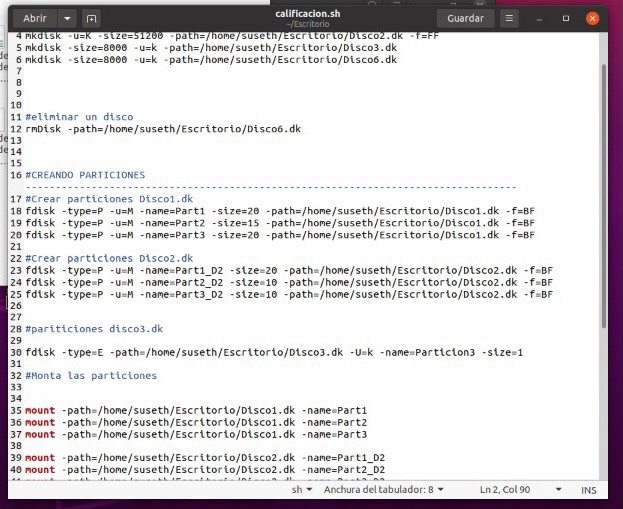 Abrir
calificacion.sh
~/Escritorio
Guardar
4 mkdisk -u=K -size=51200 -path=/home/suseth/Escritorio/Disco2.dk -f=FF
5 mkdisk -size=8000 -u=k -path=/home/suseth/Escritorio/Disco3.dk
6 mkdisk -size=8000 -u=k -path=/home/suseth/Escritorio/Disco6.dk
7
8
9
10
11 #eliminar un disco
12 rmDisk -path=/home/suseth/Escritorio/Disco6.dk
13
14
15
16 #CREANDO PARTICIONES
-----------------------------------------------------------------------------------
17 #Crear particiones Disco1.dk
18 fdisk -type=P -u=M -name=Part1 -size=20 -path=/home/suseth/Escritorio/Disco1.dk -f=BF
19 fdisk -type=P -u=M -name=Part2 -size=15 -path=/home/suseth/Escritorio/Disco1.dk -f=BF
20 fdisk -type=P -u=M -name=Part3 -size=20 -path=/home/suseth/Escritorio/Disco1.dk -f=BF
21
22 #Crear particiones Disco2.dk
23 fdisk -type=P -u=M -name=Part1_D2 -size=20 -path=/home/suseth/Escritorio/Disco2.dk -f=BF
24 fdisk -type=P -u=M -name=Part2_D2 -size=10 -path=/home/suseth/Escritorio/Disco2.dk -f=BF
25 fdisk -type=P -u=M -name=Part3_D2 -size=10 -path=/home/suseth/Escritorio/Disco2.dk -f=BF
26
27
28 #pariticiones disco3.dk
29
30 fdisk -type=E -path=/home/suseth/Escritorio/Disco3.dk -U=k -name=Particion3 -size=1
31
32 #Monta las particiones
33
34
35 mount -path=/home/suseth/Escritorio/Disco1.dk -name=Part1
36 mount -path=/home/suseth/Escritorio/Disco1.dk -name=Part2
37 mount -path=/home/suseth/Escritorio/Disco1.dk -name=Part3
38
39 mount -path=/home/suseth/Escritorio/Disco2.dk -name=Part1_D2
40 mount -path=/home/suseth/Escritorio/Disco2.dk -name=Part2_D2
sh
Anchura del tabulador: 8
Ln 2, Col 90
INS